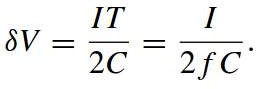 δV = IT/2C = I/2fC.